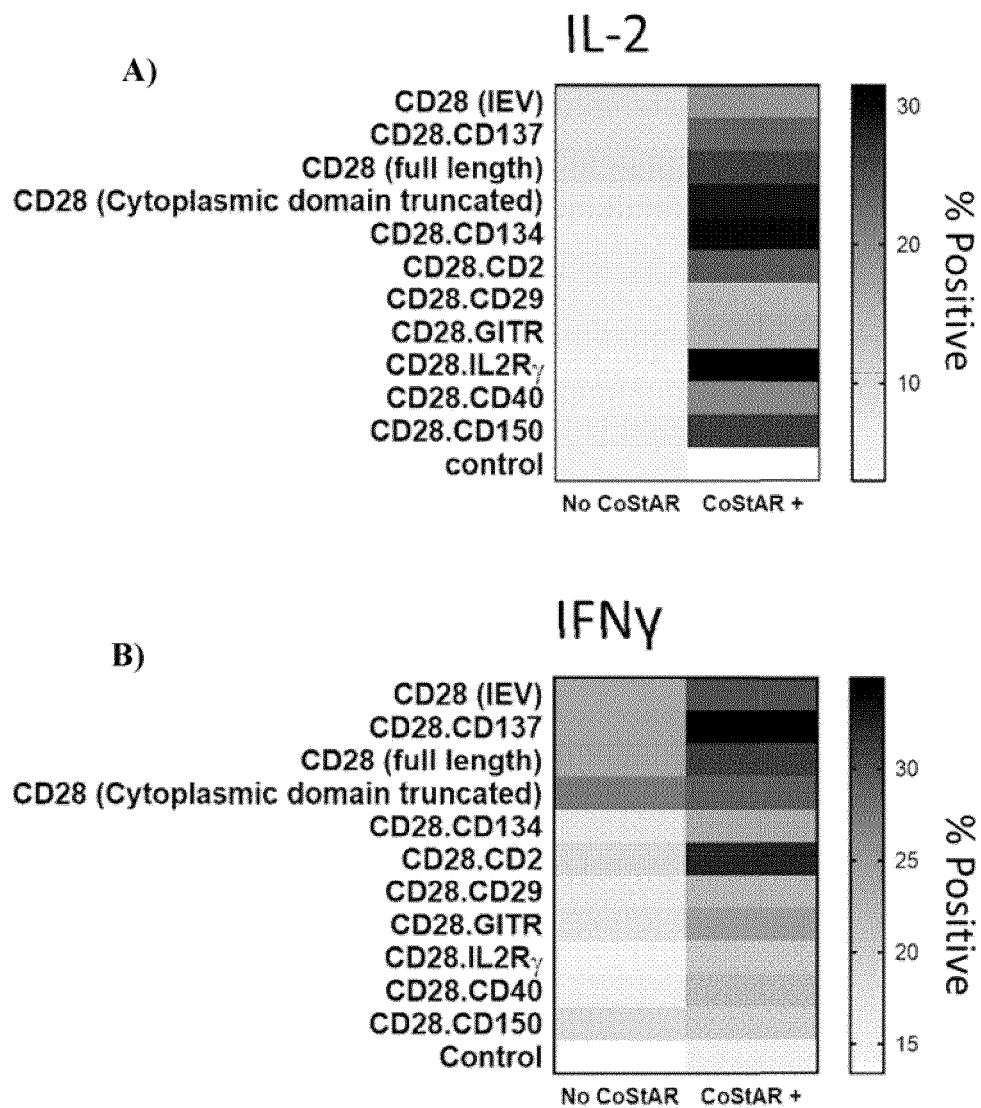 IL-2
A)
CD28 (IEV)
CD28.CD137
CD28 (full length)
CD28 (Cytoplasmic domain truncated)
CD28.CD134
CD28.CD2
CD28.CD29
CD28.GITR
CD28.IL2Rγ
CD28.CD40
CD28.CD150
control
No CoStAR CoStAR +
30
20
10
% Positive
IFNγ
B)
CD28 (IEV)
CD28.CD137
CD28 (full length)
CD28 (Cytoplasmic domain truncated)
CD28.CD134
CD28.CD2
CD28.CD29
CD28.GITR
CD28.IL2Rγ
CD28.CD40
CD28.CD150
Control
No CoStAR CoStAR +
30
25
20
15
% Positive